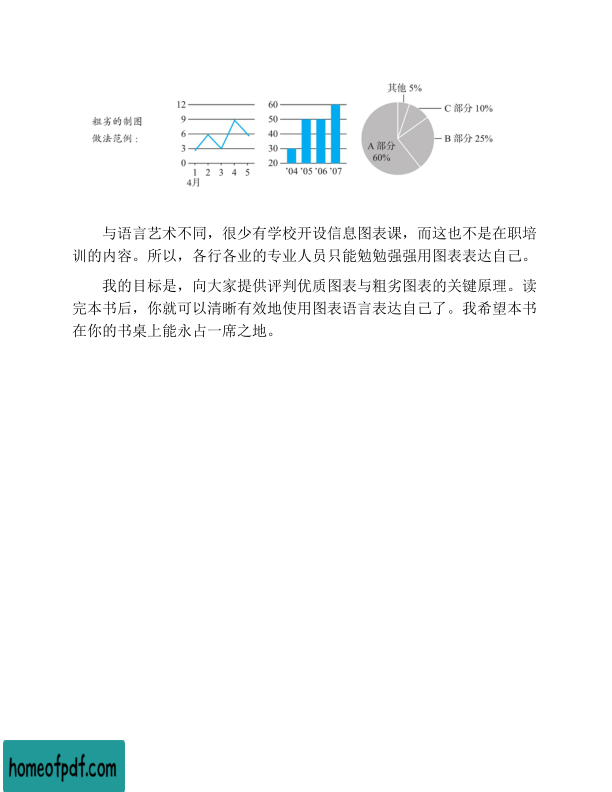 粗劣的制图
做法范例：
12
9
6
3
0
1 2 3 4 5
4月
60
50
40
30
20
'04 '05 '06 '07
其他 5%
C 部分 10%
B 部分 25%
A 部分
60%
与语言艺术不同，很少有学校开设信息图表课，而这也不是在职培
训的内容。所以，各行各业的专业人员只能勉勉强强用图表表达自己。
我的目标是，向大家提供评判优质图表与粗劣图表的关键原理。读
完本书后，你就可以清晰有效地使用图表语言表达自己了。我希望本书
在你的书桌上能永占一席之地。
homeofpdf.com